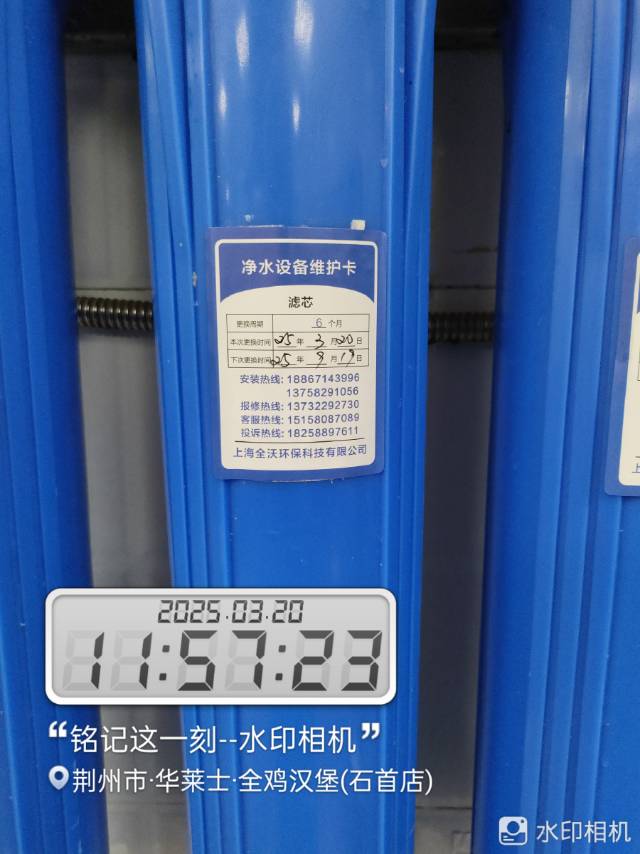 净水设备维护卡
滤芯
更换周期 6 个月
本次更换时间 25 年 3 月 20 日
下次更换时间 25 年 9 月 19 日
安装热线: 18867143996
13758291056
报修热线: 13732292730
客服热线: 15158087089
投诉热线: 18258897611
上海全沃环保科技有限公司
2025.03.20
11:57:23
“铭记这一刻--水印相机”
荆州市·华莱士·全鸡汉堡(石首店)
水印相机